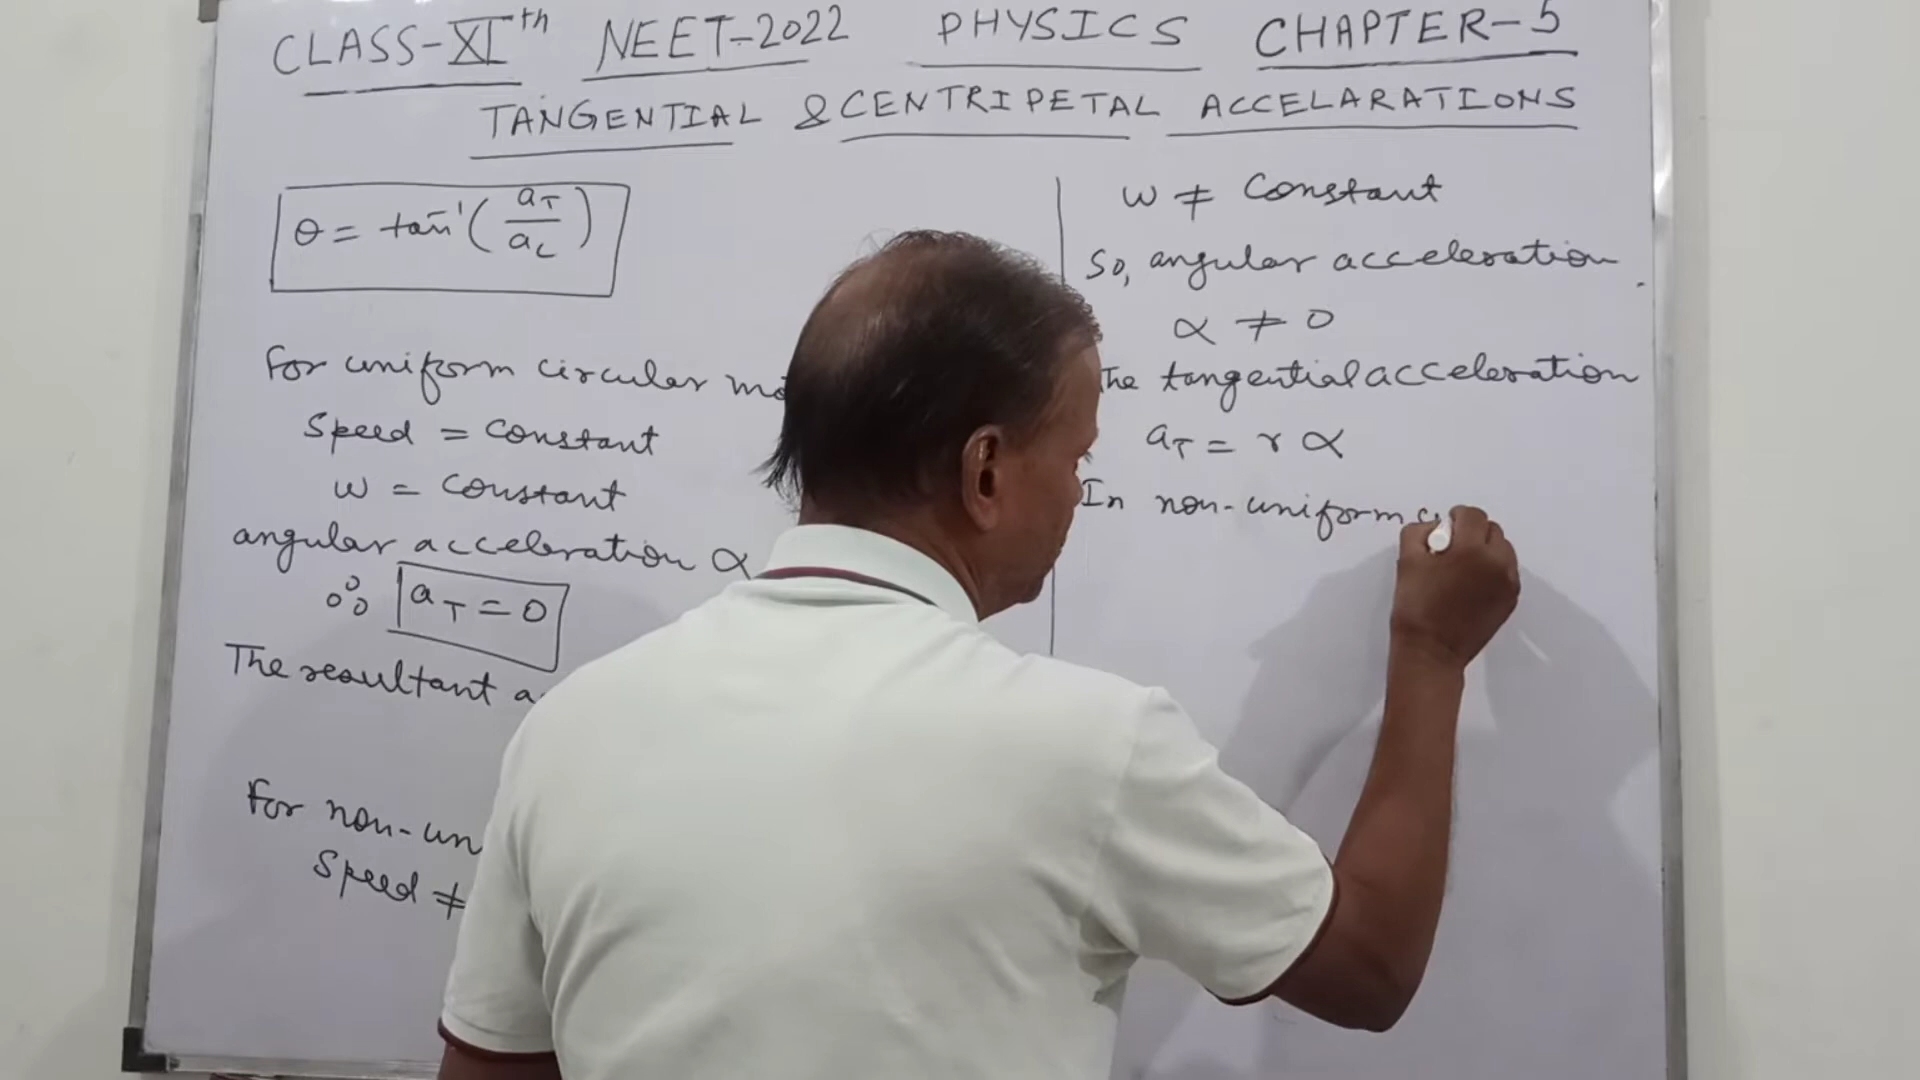 CLASS-XIth NEET-2022 PHYSICS CHAPTER-5
TANGENTIAL & CENTRIPETAL ACCELARATIONS
θ = tan⁻¹(aT/ac)
For uniform circular
Speed = constant
ω = constant
angular acceleration α
∴ aT = 0
The resultant
For non-un
Speed ≠
ω ≠ Constant
So, angular acceleration
α ≠ 0
The tangential acceleration
aT = r α
In non-uniform